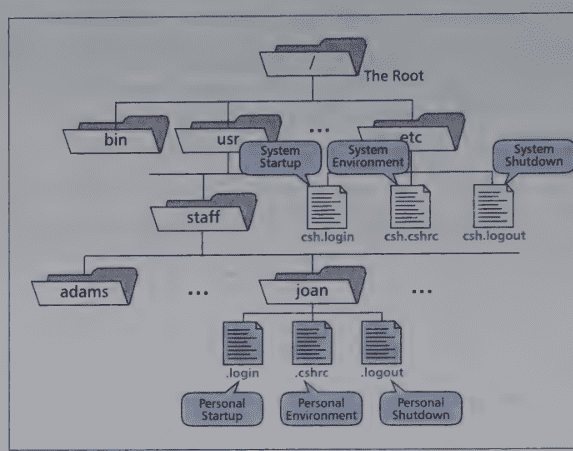 /
The Root
bin
usr
...
etc
System
Startup
System
Environment
System
Shutdown
csh.login
csh.cshrc
csh.logout
staff
adams
...
joan
...
.login
.cshrc
.logout
Personal
Startup
Personal
Environment
Personal
Shutdown